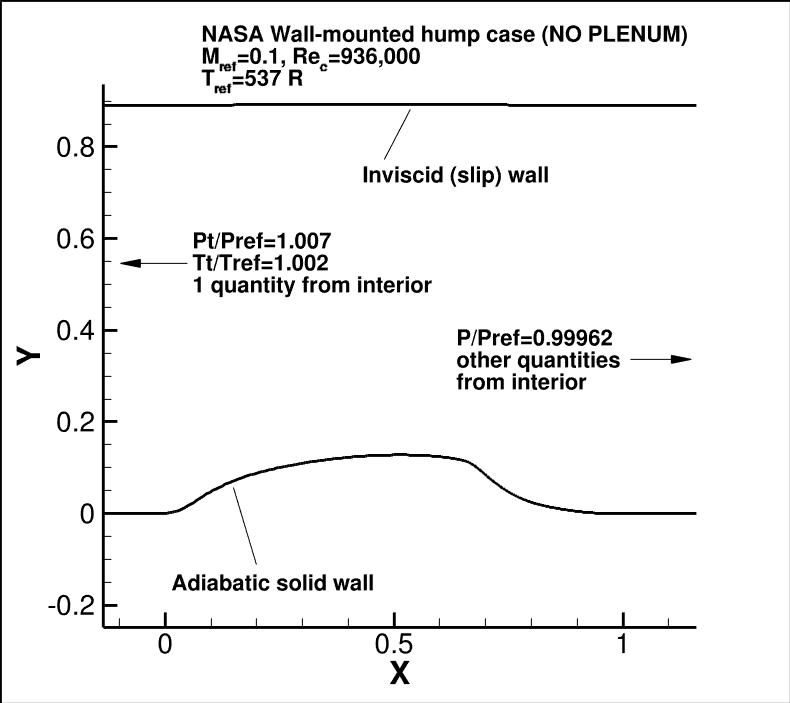 NASA Wall-mounted hump case (NO PLENUM)
Mref=0.1, Rec=936,000
Tref=537 R
0.8
Inviscid (slip) wall
0.6
Pt/Pref=1.007
Tt/Tref=1.002
1 quantity from interior
0.4
P/Pref=0.99962
other quantities
from interior
Y
0.2
0
Adiabatic solid wall
-0.2
0
0.5
1
X